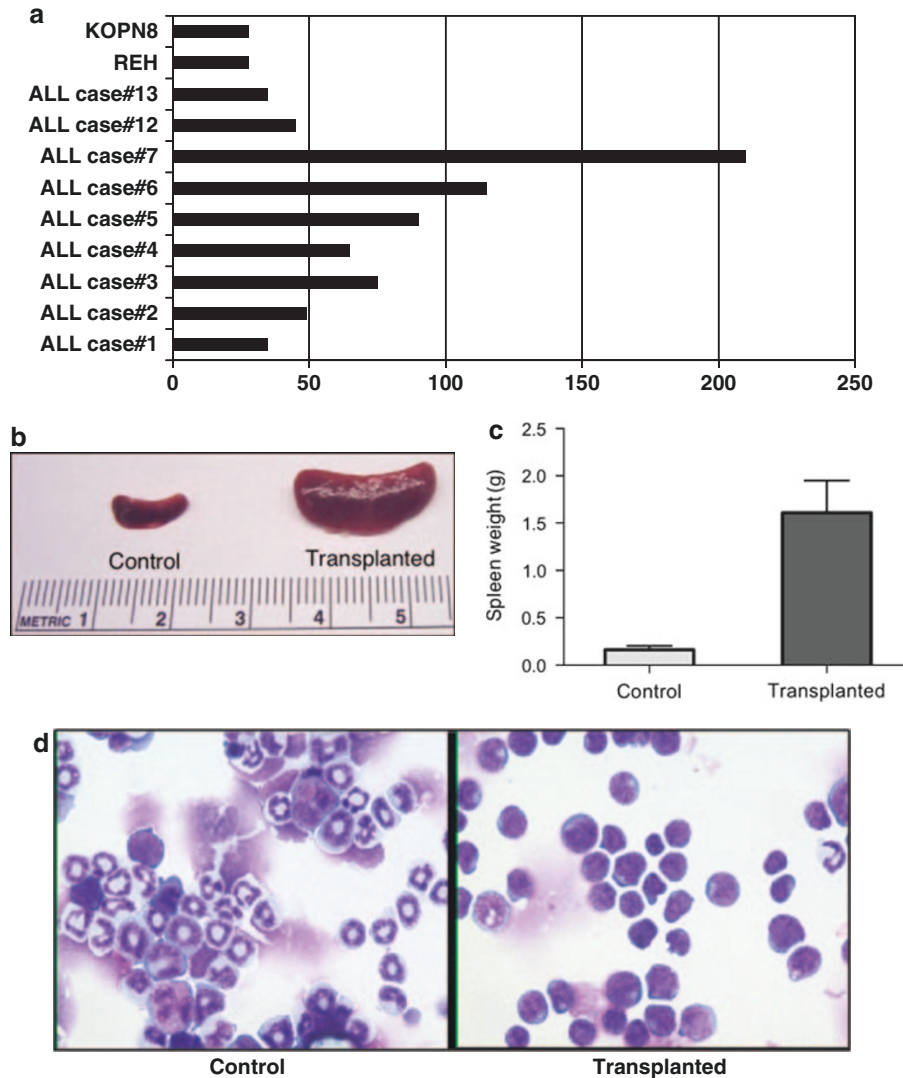 a
KOPN8
REH
ALL case#13
ALL case#12
ALL case#7
ALL case#6
ALL case#5
ALL case#4
ALL case#3
ALL case#2
ALL case#1
0 50 100 150 200 250
b
Control Transplanted
METRIC 1 2 3 4 5
c
Spleen weight (g)
2.5
2.0
1.5
1.0
0.5
0.0
Control Transplanted
d
Control Transplanted